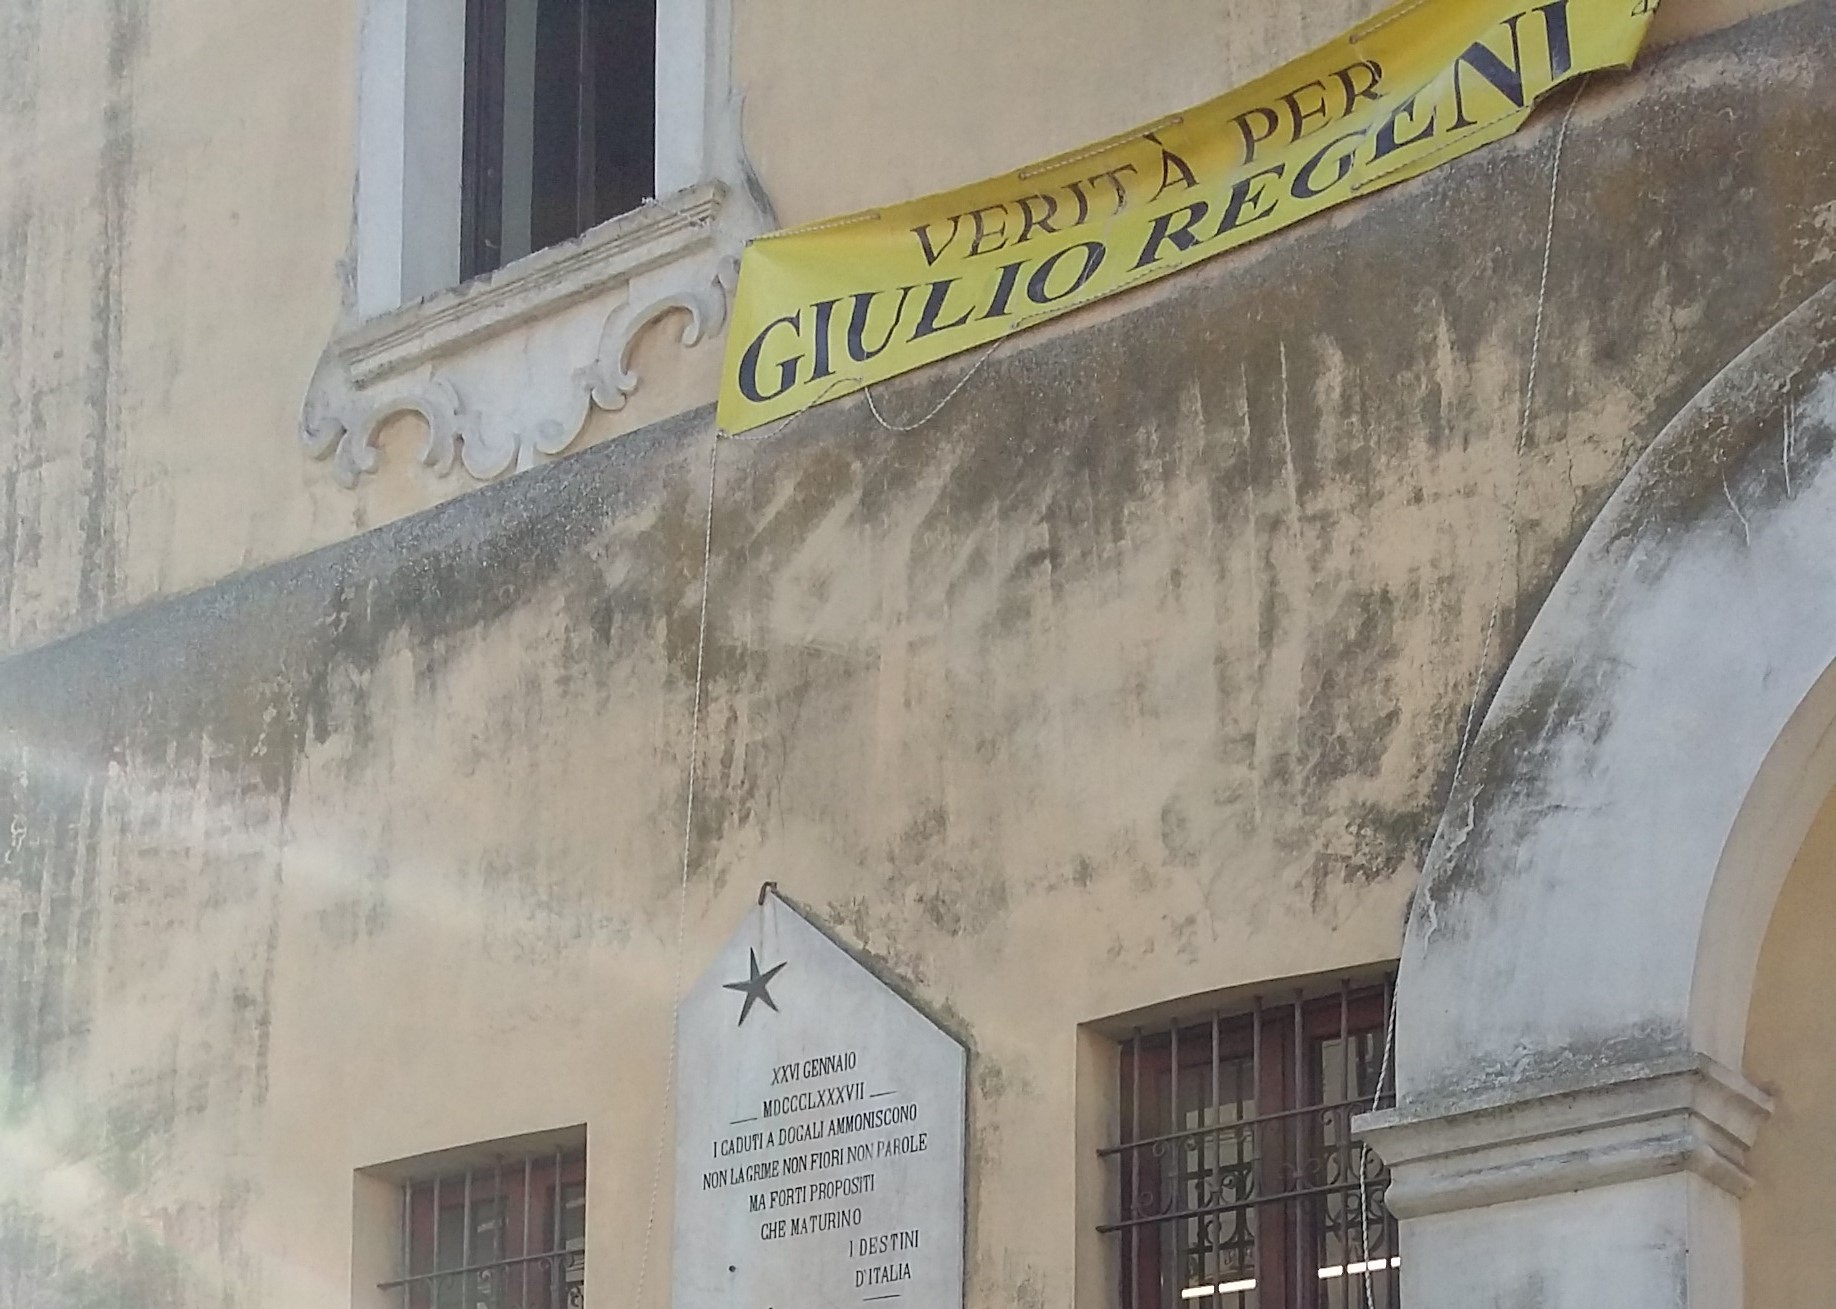 VERITÀ PER
GIULIO REGENI
XXVI GENNAIO
MDCCCLXXXVII
I CADUTI A DOGALI AMMONISCONO
NON LAGRIME NON FIORI NON PAROLE
MA FORTI PROPOSITI
CHE MATURINO
I DESTINI
D'ITALIA